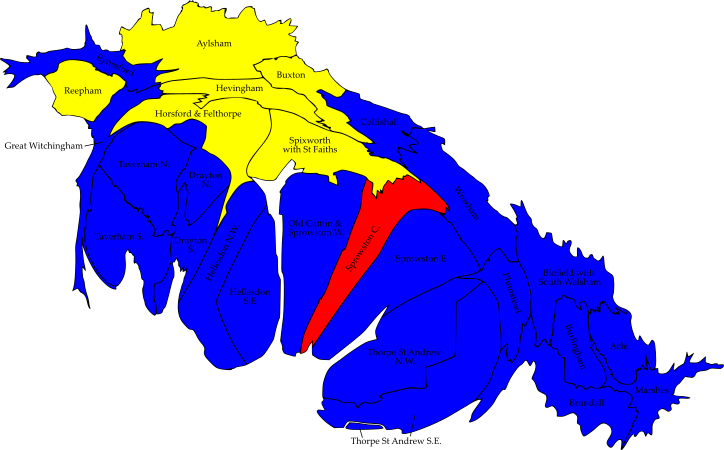 Aylsham
Eynesford
Buxton
Reepham
Hevingham
Horsford & Felthorpe
Coltishall
Great Witchingham
Spixworth
with St Faiths
Taverham N.
Drayton
N.
Wroxham
Old Catton &
Sprowston W.
Taverham S.
Drayton
S.
Hellesdon N.W.
Sprowston C.
Sprowston E.
Blofield with
South Walsham
Plumstead
Hellesdon
S.E.
Burlingham
Acle
Thorpe St Andrew
N.W.
Marshes
Brundall
Thorpe St Andrew S.E.